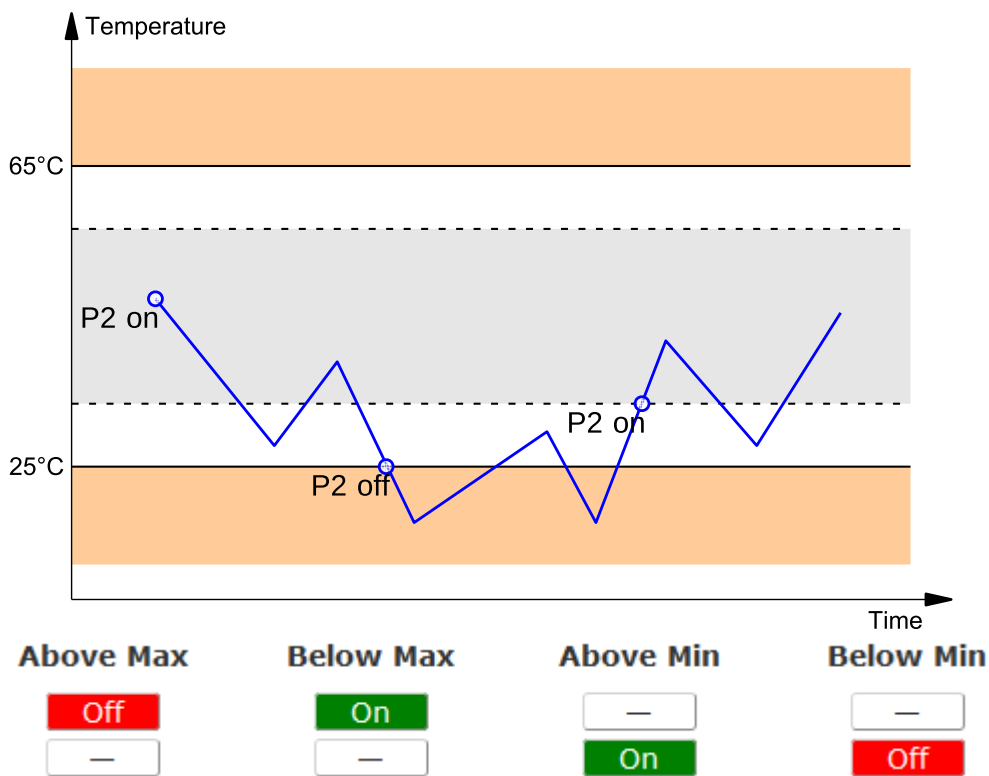 Temperature
65°C
P2 on
P2 on
25°C
P2 off
Time
Above Max Below Max Above Min Below Min
Off On — —
— — On Off